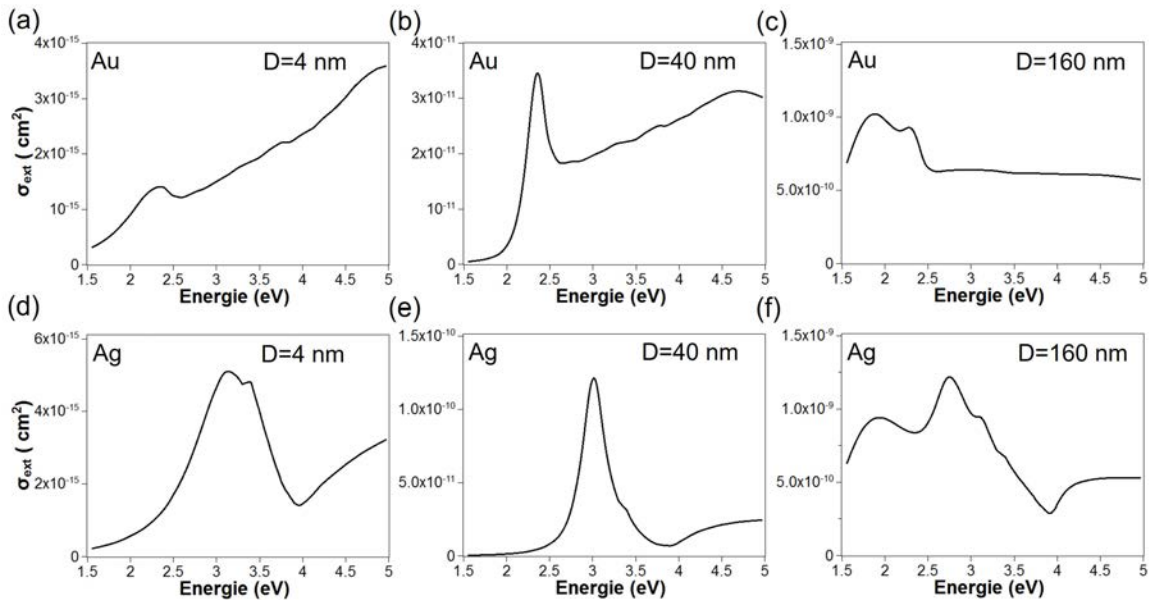 (a)
Au D=4 nm
4x10⁻¹⁵
3x10⁻¹⁵
2x10⁻¹⁵
10⁻¹⁵
0
σext ( cm²)
1.5 2 2.5 3 3.5 4 4.5 5
Energie (eV)
(b)
Au D=40 nm
4x10⁻¹¹
3x10⁻¹¹
2x10⁻¹¹
10⁻¹¹
0
1.5 2 2.5 3 3.5 4 4.5 5
Energie (eV)
(c)
Au D=160 nm
1.5x10⁻⁹
1.0x10⁻⁹
5.0x10⁻¹⁰
0
1.5 2 2.5 3 3.5 4 4.5 5
Energie (eV)
(d)
Ag D=4 nm
6x10⁻¹⁵
4x10⁻¹⁵
2x10⁻¹⁵
0
σext ( cm²)
1.5 2 2.5 3 3.5 4 4.5 5
Energie (eV)
(e)
Ag D=40 nm
1.5x10⁻¹⁰
1.0x10⁻¹⁰
5.0x10⁻¹¹
0
1.5 2 2.5 3 3.5 4 4.5 5
Energie (eV)
(f)
Ag D=160 nm
1.5x10⁻⁹
1.0x10⁻⁹
5.0x10⁻¹⁰
0
1.5 2 2.5 3 3.5 4 4.5 5
Energie (eV)